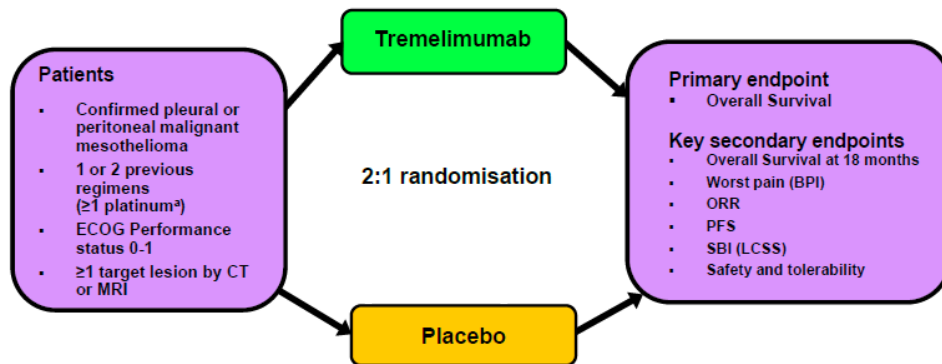 Patients
▪ Confirmed pleural or
peritoneal malignant
mesothelioma
▪ 1 or 2 previous
regimens
(≥1 platinumᵃ)
▪ ECOG Performance
status 0-1
▪ ≥1 target lesion by CT
or MRI
Tremelimumab
2:1 randomisation
Placebo
Primary endpoint
▪ Overall Survival
Key secondary endpoints
▪ Overall Survival at 18 months
▪ Worst pain (BPI)
▪ ORR
▪ PFS
▪ SBI (LCSS)
▪ Safety and tolerability